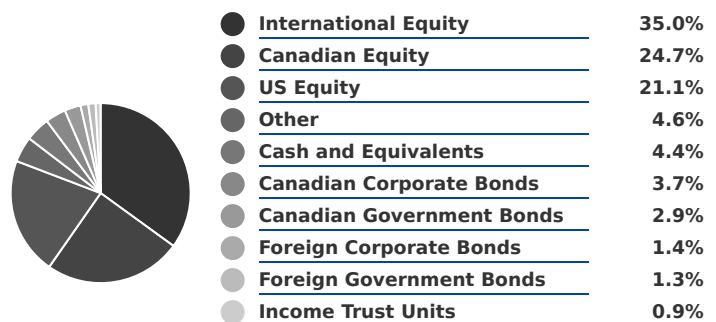 International Equity 35.0%
Canadian Equity 24.7%
US Equity 21.1%
Other 4.6%
Cash and Equivalents 4.4%
Canadian Corporate Bonds 3.7%
Canadian Government Bonds 2.9%
Foreign Corporate Bonds 1.4%
Foreign Government Bonds 1.3%
Income Trust Units 0.9%